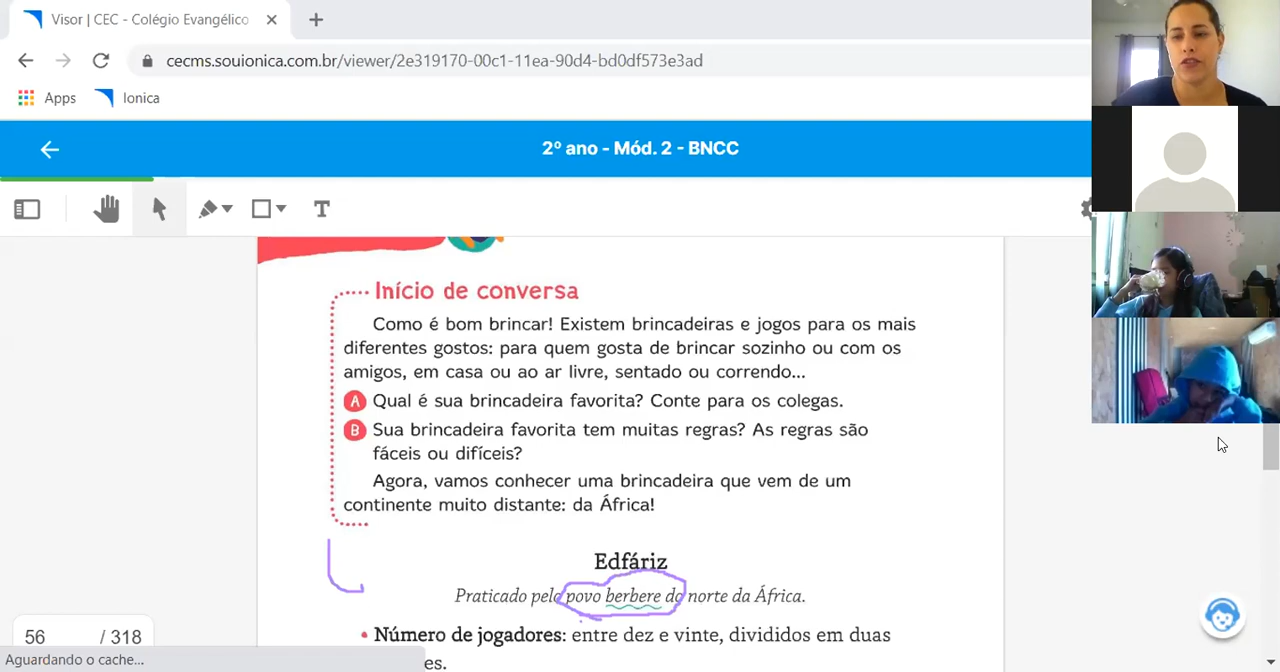 Visor | CEC - Colégio Evangélico
cecms.souionica.com.br/viewer/2e319170-00c1-11ea-90d4-bd0df573e3ad
Apps Ionica
2º ano - Mód. 2 - BNCC
T
Início de conversa
Como é bom brincar! Existem brincadeiras e jogos para os mais
diferentes gostos: para quem gosta de brincar sozinho ou com os
amigos, em casa ou ao ar livre, sentado ou correndo...
A Qual é sua brincadeira favorita? Conte para os colegas.
B Sua brincadeira favorita tem muitas regras? As regras são
fáceis ou difíceis?
Agora, vamos conhecer uma brincadeira que vem de um
continente muito distante: da África!
Edfáriz
Praticado pelo povo berbere do norte da África.
• Número de jogadores: entre dez e vinte, divididos em duas
es.
56 / 318
Aguardando o cache...